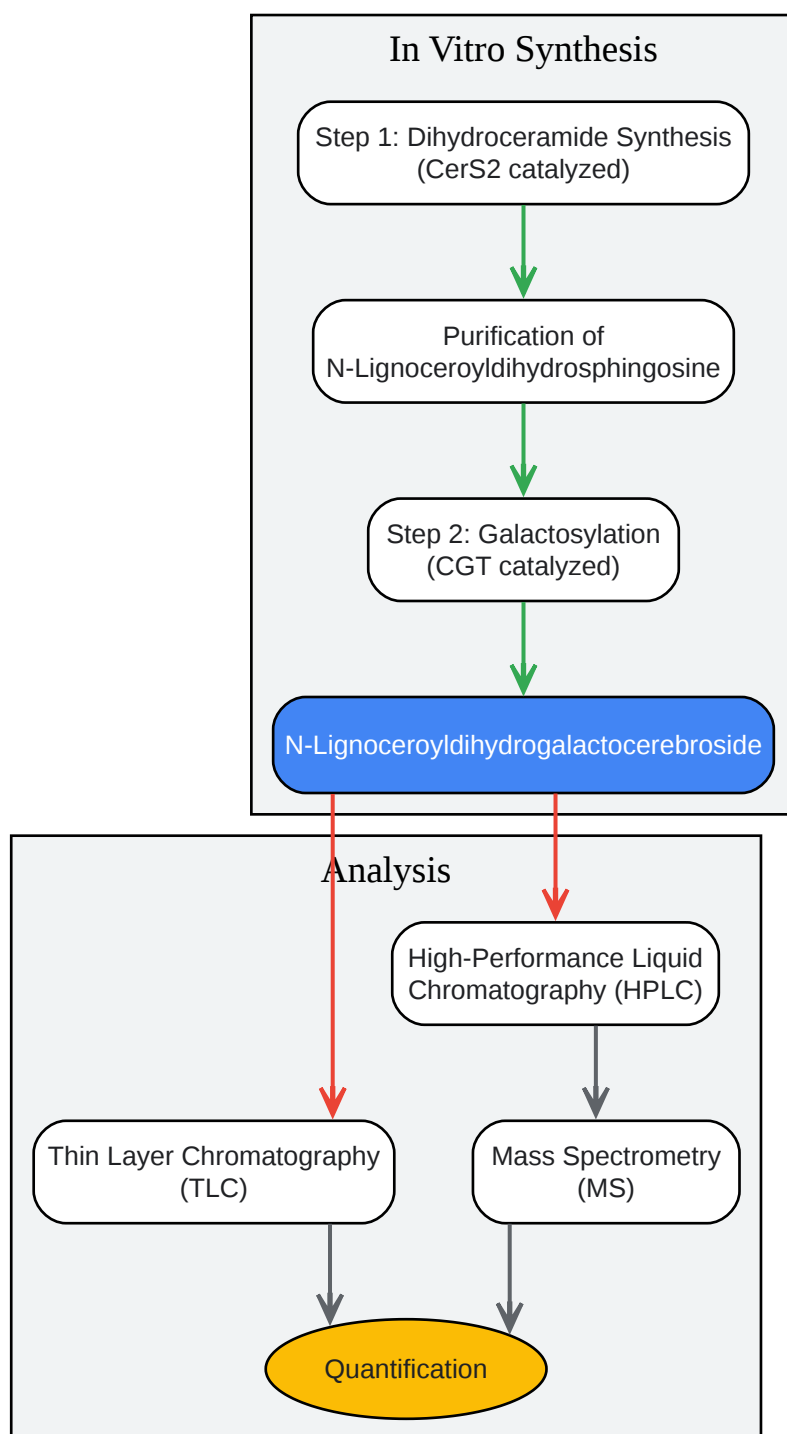 In Vitro Synthesis
Step 1: Dihydroceramide Synthesis
(CerS2 catalyzed)
Purification of
N-Lignoceroyldihydrosphingosine
Step 2: Galactosylation
(CGT catalyzed)
N-Lignoceroyldihydrogalactocerebroside
Analysis
High-Performance Liquid
Chromatography (HPLC)
Thin Layer Chromatography
(TLC)
Mass Spectrometry
(MS)
Quantification